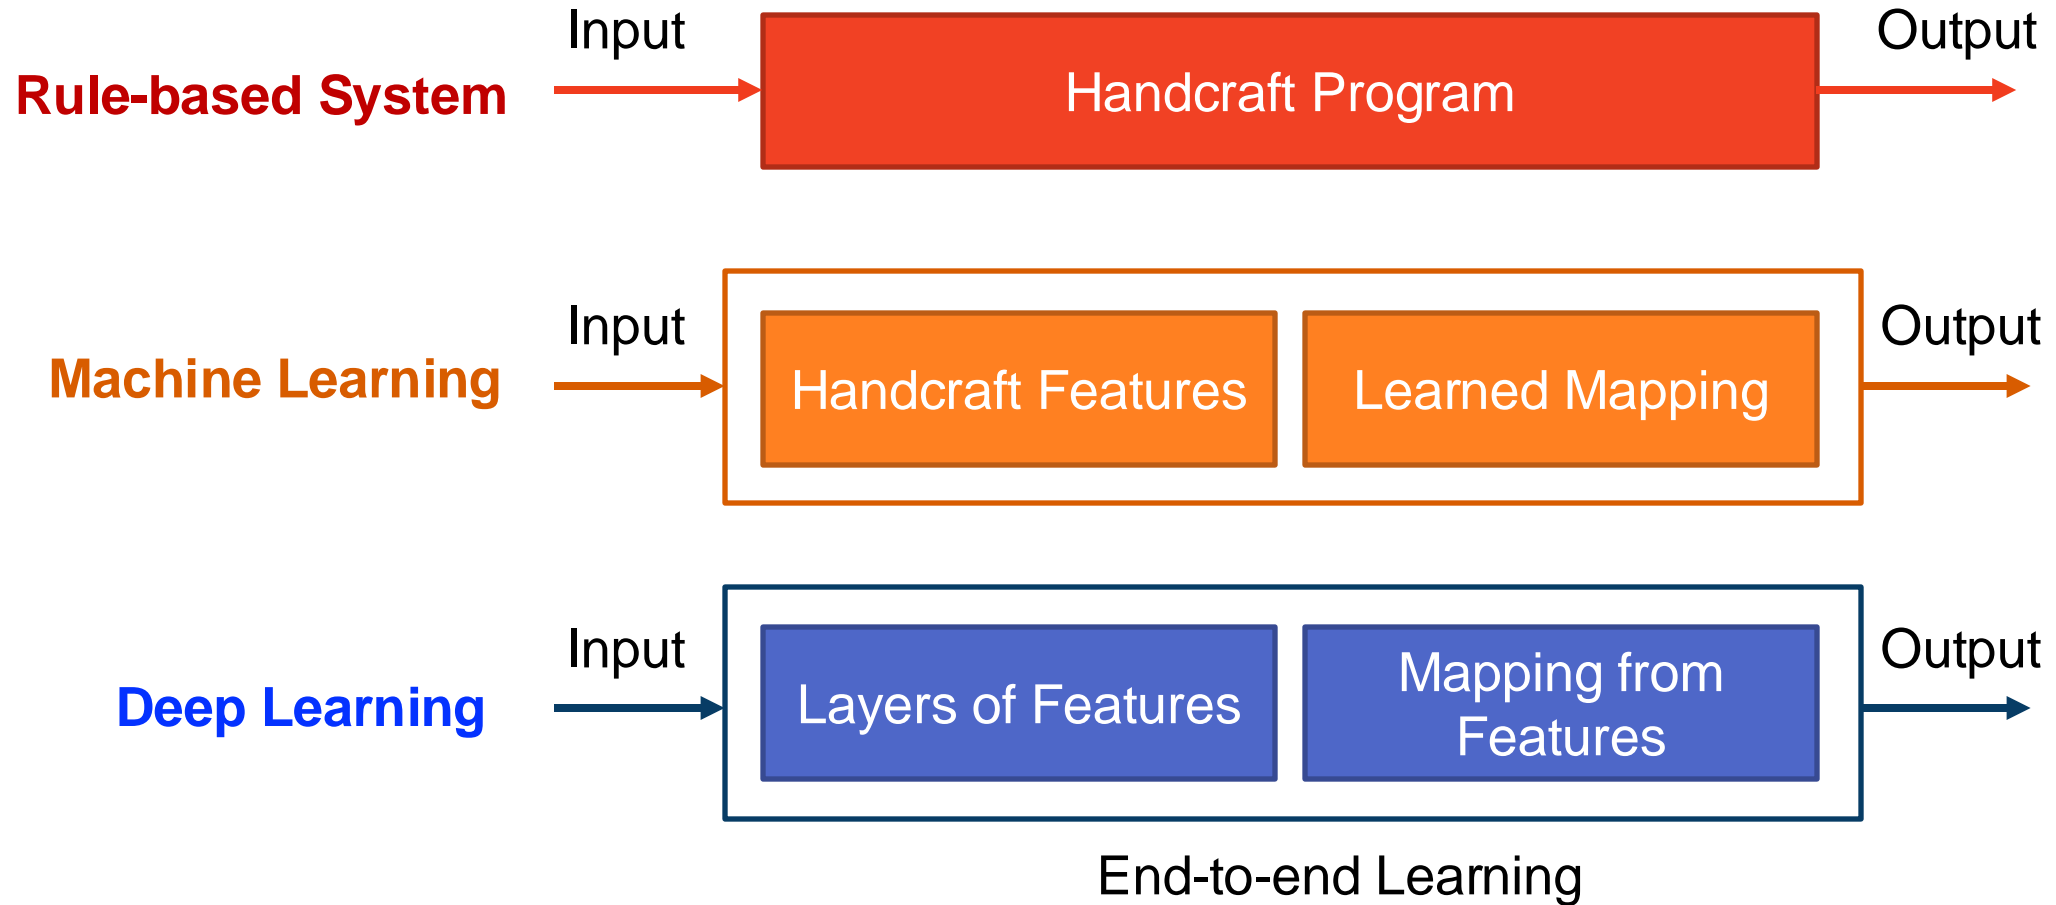 Input
Output
Rule-based System
Handcraft Program
Input
Output
Machine Learning
Handcraft Features
Learned Mapping
Input
Output
Deep Learning
Layers of Features
Mapping from
Features
End-to-end Learning